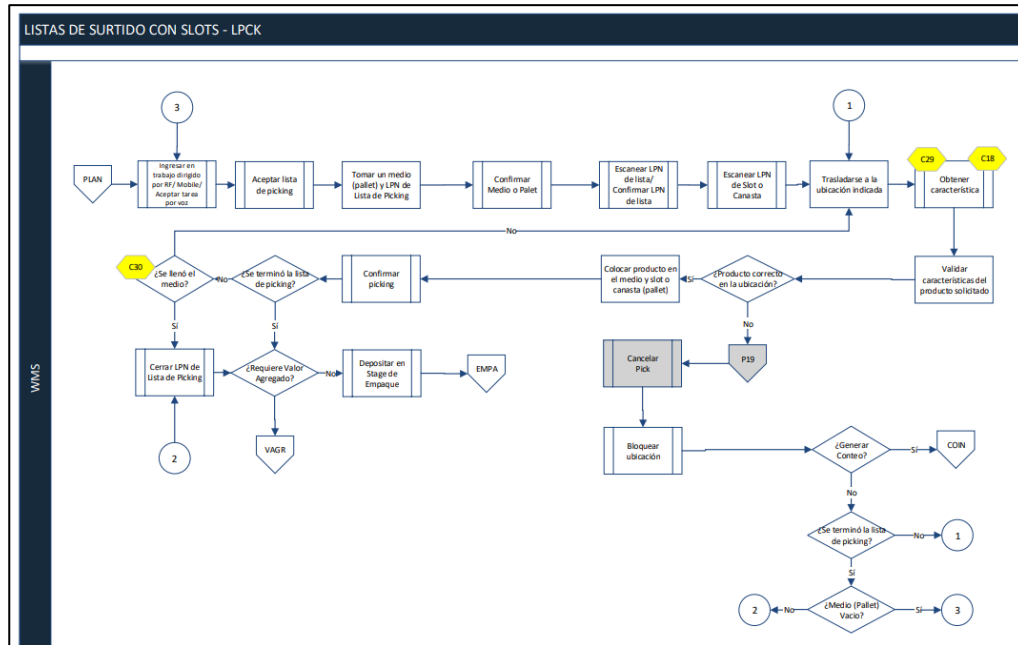 LISTAS DE SURTIDO CON SLOTS - LPCK
WMS
3
1
PLAN
Ingresar en
trabajo dirigido
por RF/ Mobile/
Aceptar tarea
por voz
Aceptar lista
de picking
Tomar un medio
(pallet) y LPN de
Lista de Picking
Confirmar
Medio o Palet
Escanear LPN
de lista/
Confirmar LPN
de lista
Escanear LPN
de Slot o
Canasta
Trasladarse a la
ubicación indicada
C29
C18
Obtener
característica
No
C30
¿Se llenó el
medio?
No
¿Se terminó la lista
de picking?
Confirmar
picking
Colocar producto en
el medio y slot o
canasta (pallet)
Sí
¿Producto correcto
en la ubicación?
Validar
características del
producto solicitado
Sí
Sí
No
Cerrar LPN de
Lista de Picking
¿Requiere Valor
Agregado?
No
Depositar en
Stage de
Empaque
EMPA
Cancelar
Pick
P19
2
VAGR
Bloquear
ubicación
¿Generar
Conteo?
Sí
COIN
No
¿Se terminó la lista
de picking?
No
1
Sí
2
No
¿Medio (Pallet)
Vacio?
Sí
3